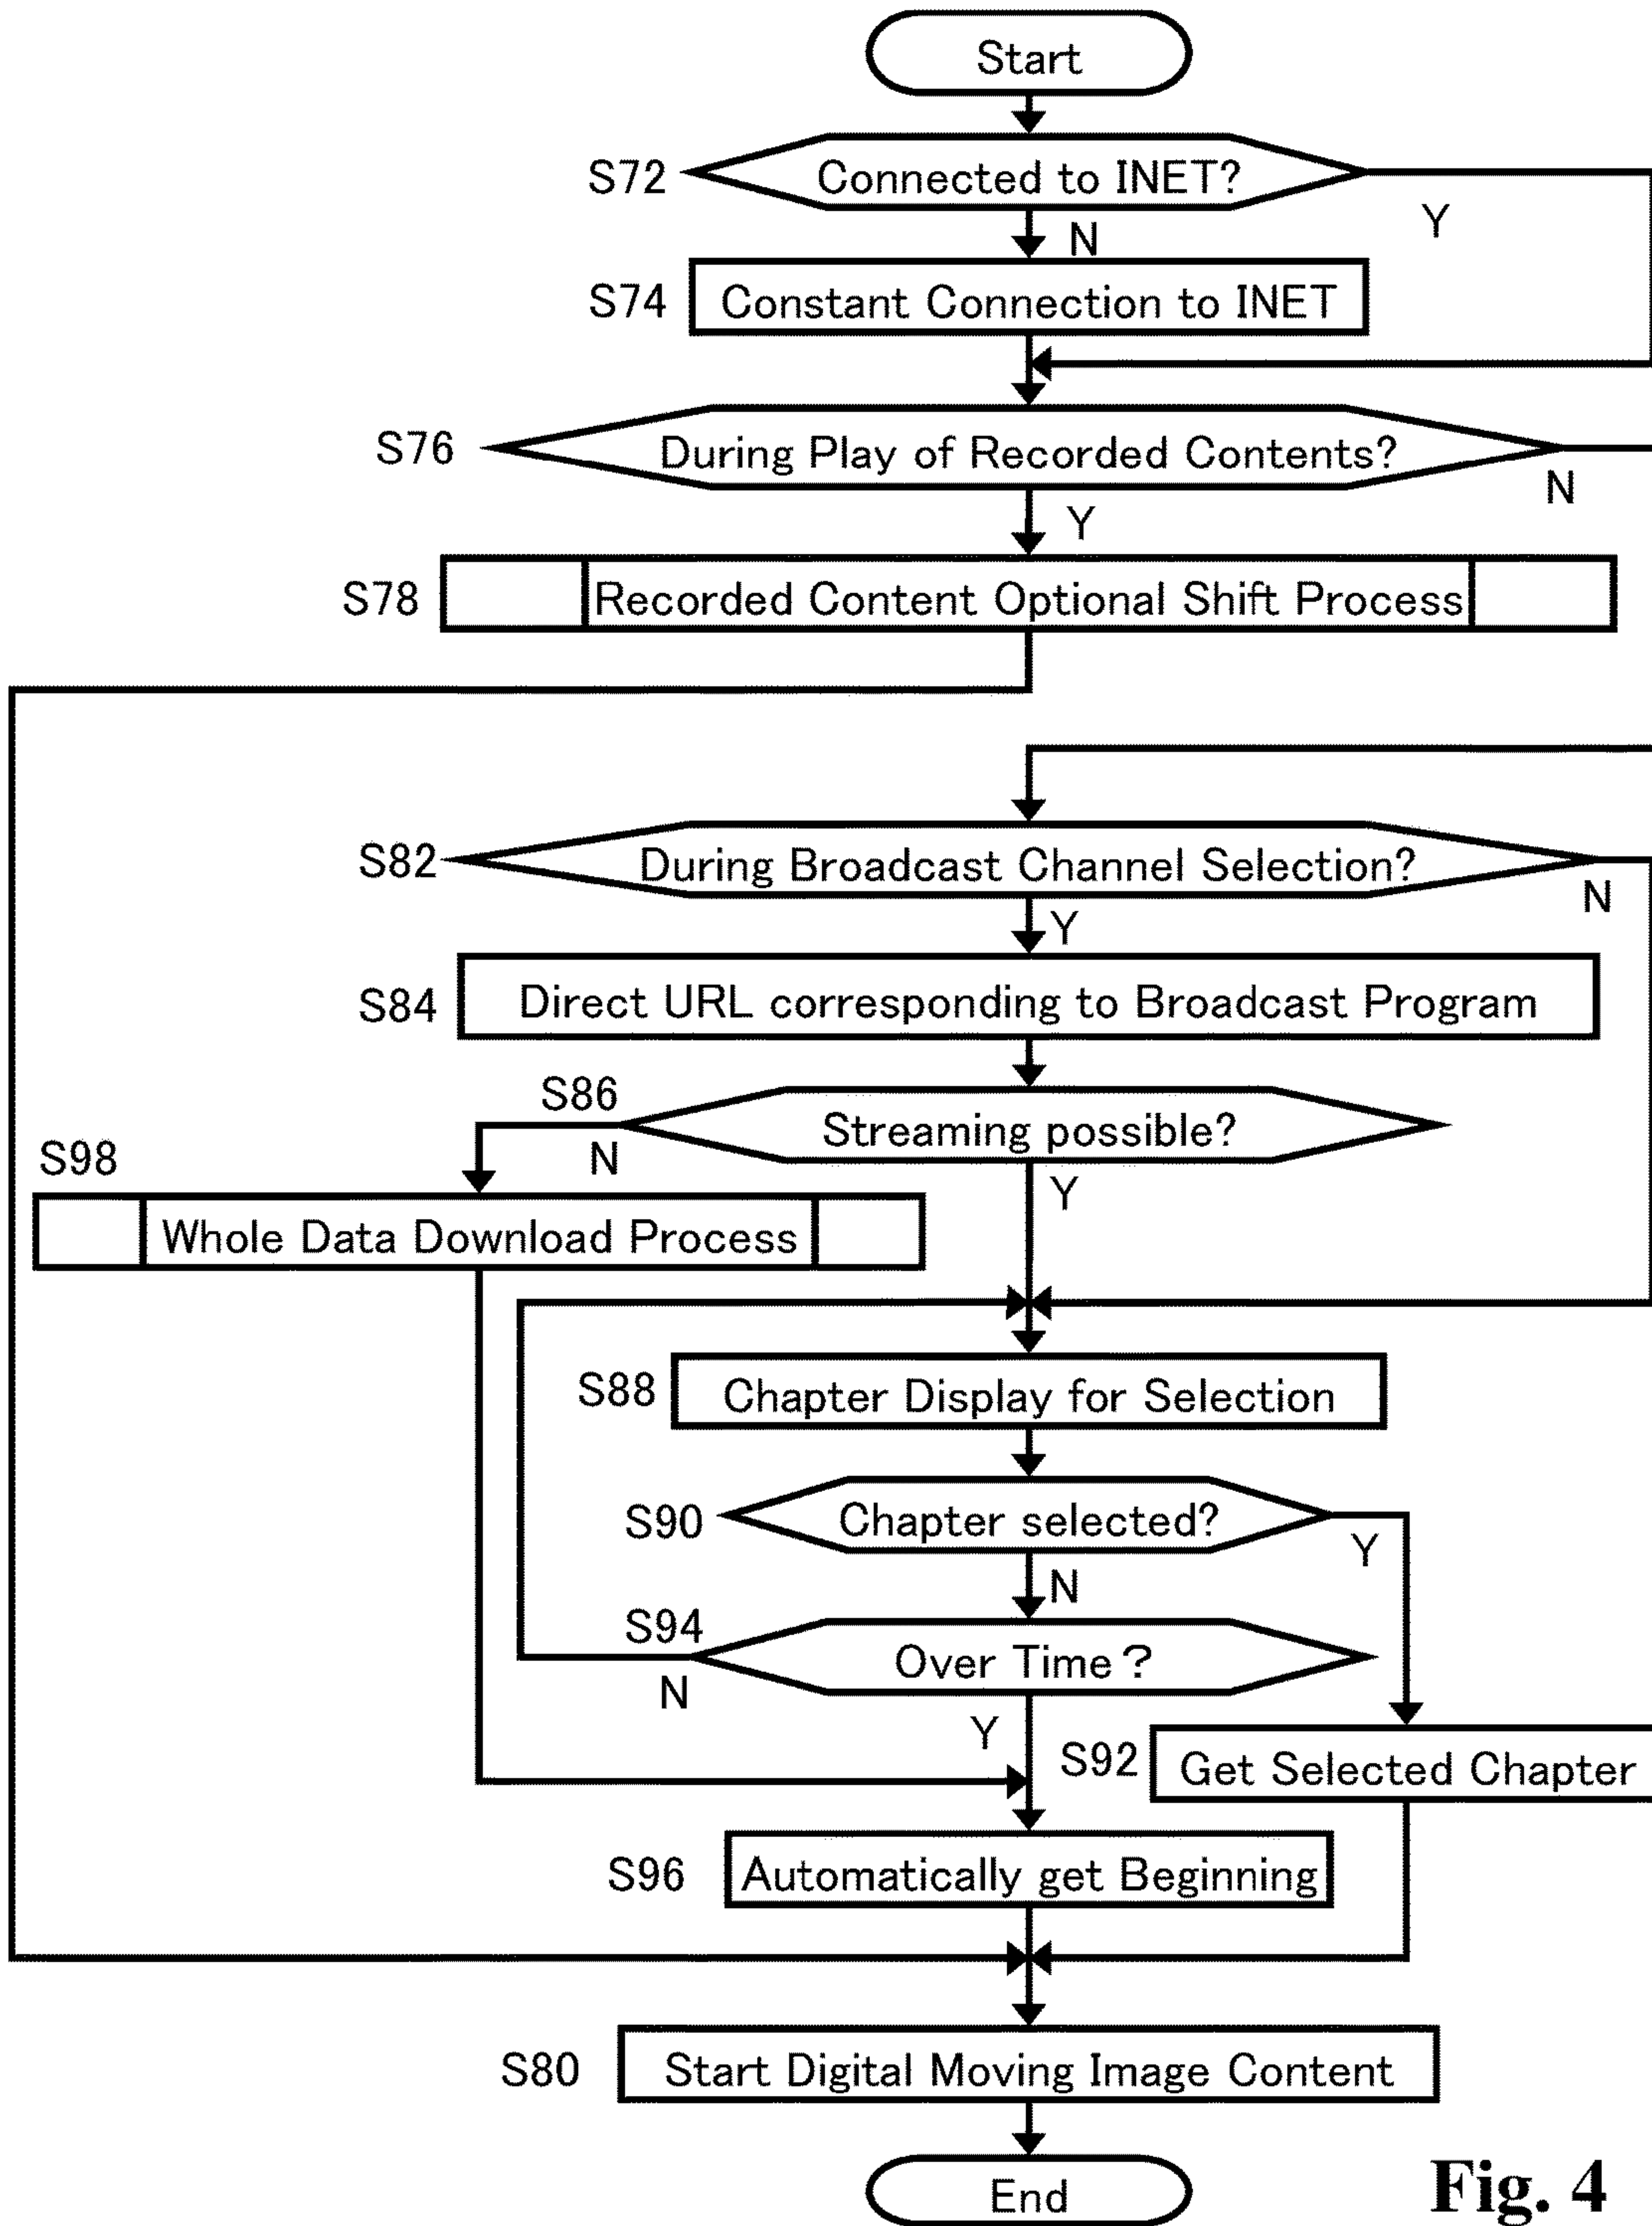 Start
S72
Connected to INET?
Y
N
S74
Constant Connection to INET
S76
During Play of Recorded Contents?
N
Y
S78
Recorded Content Optional Shift Process
S82
During Broadcast Channel Selection?
N
Y
S84
Direct URL corresponding to Broadcast Program
S86
Streaming possible?
N
Y
S98
Whole Data Download Process
S88
Chapter Display for Selection
S90
Chapter selected?
Y
N
S94
Over Time ?
N
Y
S92
Get Selected Chapter
S96
Automatically get Beginning
S80
Start Digital Moving Image Content
End
Fig. 4